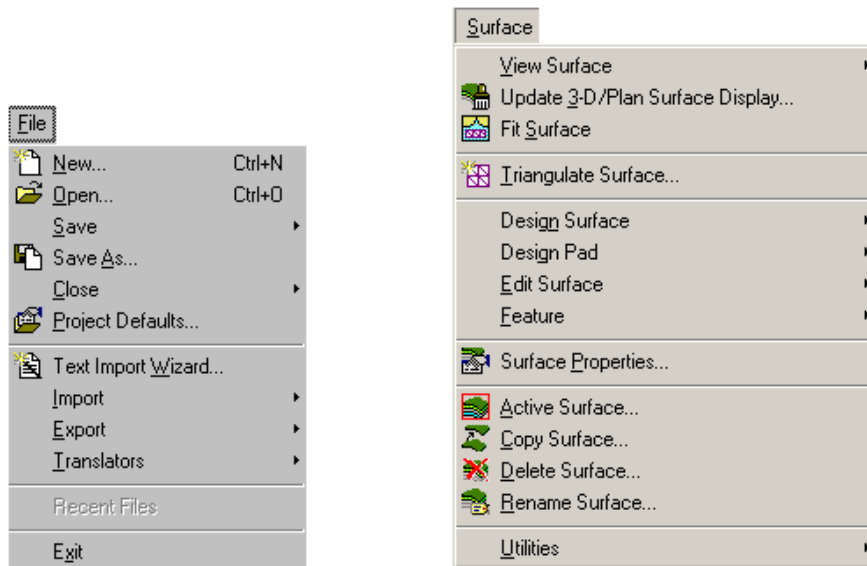 File
New... Ctrl+N
Open... Ctrl+O
Save
Save As...
Close
Project Defaults...
Text Import Wizard...
Import
Export
Translators
Recent Files
Exit
Surface
View Surface
Update 3-D/Plan Surface Display...
Fit Surface
Triangulate Surface...
Design Surface
Design Pad
Edit Surface
Feature
Surface Properties...
Active Surface...
Copy Surface...
Delete Surface...
Rename Surface...
Utilities